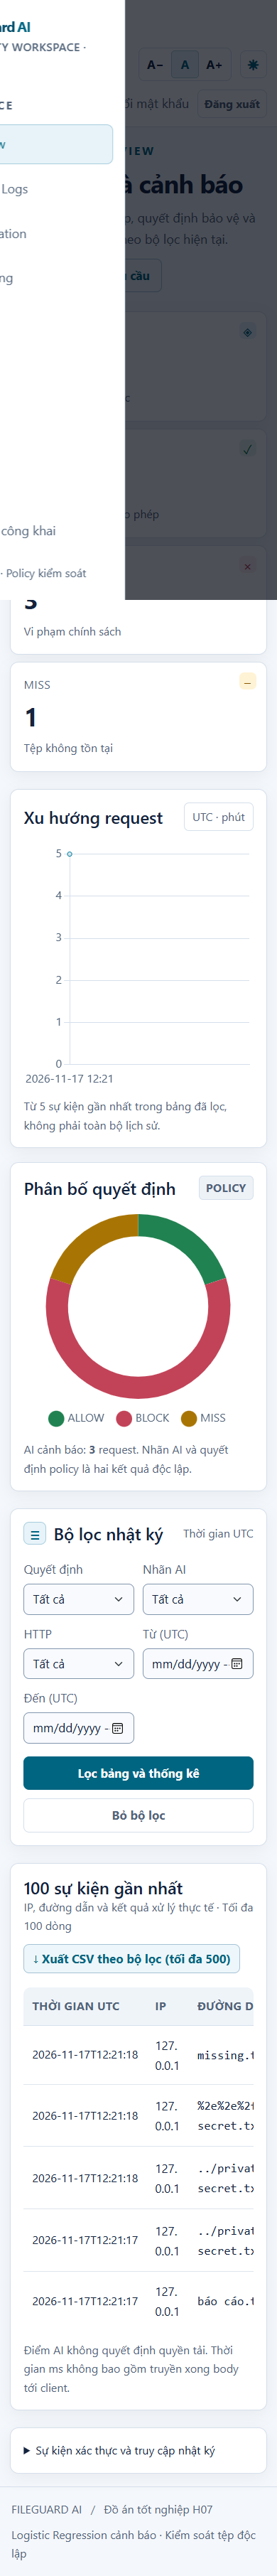 ard AI
TY WORKSPACE ·
CE
w
Logs
ation
ng
công khai
· Policy kiểm soát
A− A A+
ổi mật khẩu Đăng xuất
IEW
à cảnh báo
p, quyết định bảo vệ và
heo bộ lọc hiện tại.
u cầu
c
o phép
3
Vi phạm chính sách
MISS
1
Tệp không tồn tại
Xu hướng request UTC · phút
5
4
3
2
1
0
2026-11-17 12:21
Từ 5 sự kiện gần nhất trong bảng đã lọc,
không phải toàn bộ lịch sử.
Phân bố quyết định POLICY
ALLOW BLOCK MISS
AI cảnh báo: 3 request. Nhãn AI và quyết
định policy là hai kết quả độc lập.
Bộ lọc nhật ký Thời gian UTC
Quyết định Nhãn AI
Tất cả Tất cả
HTTP Từ (UTC)
Tất cả mm/dd/yyyy -
Đến (UTC)
mm/dd/yyyy -
Lọc bảng và thống kê
Bỏ bộ lọc
100 sự kiện gần nhất
IP, đường dẫn và kết quả xử lý thực tế · Tối đa
100 dòng
↓ Xuất CSV theo bộ lọc (tối đa 500)
THỜI GIAN UTC IP ĐƯỜNG D
2026-11-17T12:21:18 127.0.0.1 missing.t
2026-11-17T12:21:18 127.0.0.1 %2e%2e%2f
secret.tx
2026-11-17T12:21:18 127.0.0.1 ../privat
secret.tx
2026-11-17T12:21:17 127.0.0.1 ../privat
secret.tx
2026-11-17T12:21:17 127.0.0.1 báo cáo.t
Điểm AI không quyết định quyền tải. Thời
gian ms không bao gồm truyền xong body
tới client.
▶ Sự kiện xác thực và truy cập nhật ký
FILEGUARD AI / Đồ án tốt nghiệp H07
Logistic Regression cảnh báo · Kiểm soát tệp độc
lập